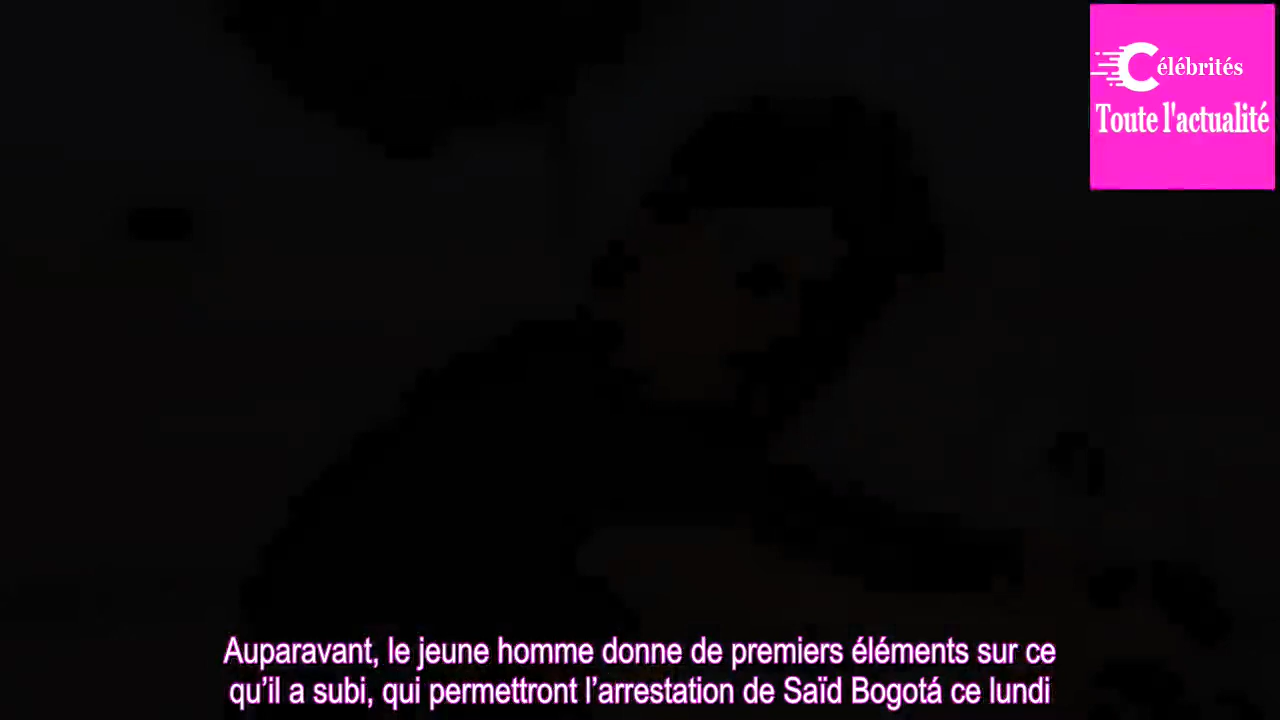 Célébrités
Toute l'actualité
Auparavant, le jeune homme donne de premiers éléments sur ce
qu’il a subi, qui permettront l’arrestation de Saïd Bogotá ce lundi